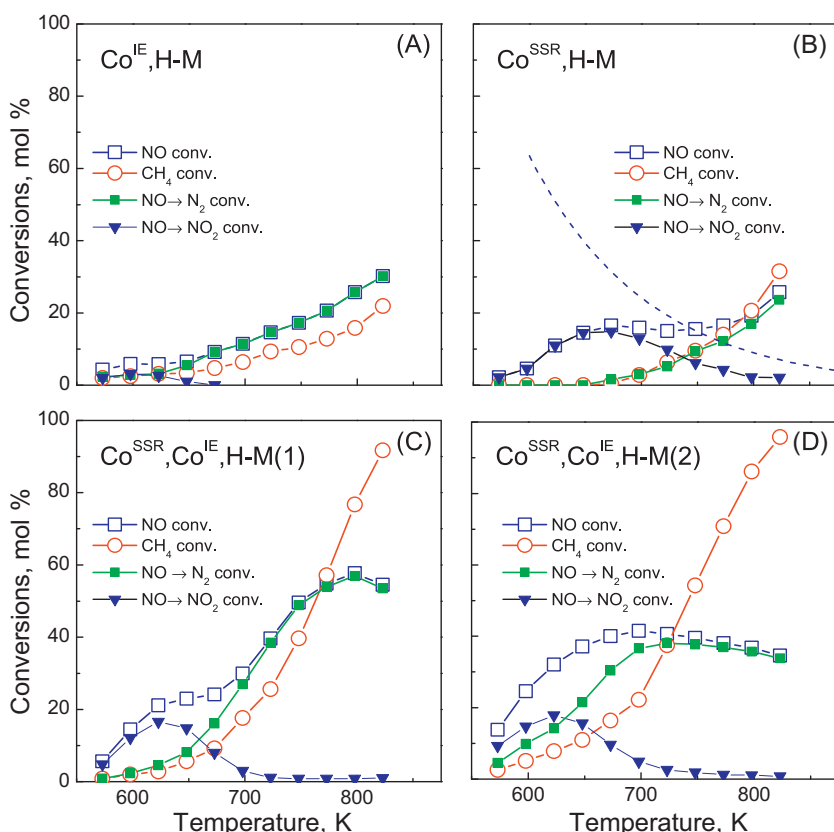 100
80
60
40
20
0
Conversions, mol %
Co^IE,H-M
(A)
NO conv.
CH₄ conv.
NO→ N₂ conv.
NO→ NO₂ conv.
Co^SSR,H-M
(B)
NO conv.
CH₄ conv.
NO→ N₂ conv.
NO→ NO₂ conv.
100
80
60
40
20
0
Conversions, mol %
Co^SSR,Co^IE,H-M(1)
(C)
NO conv.
CH₄ conv.
NO → N₂ conv.
NO→ NO₂ conv.
600 700 800
Temperature, K
Co^SSR,Co^IE,H-M(2)
(D)
NO conv.
CH₄ conv.
NO → N₂ conv.
NO→ NO₂ conv.
600 700 800
Temperature, K